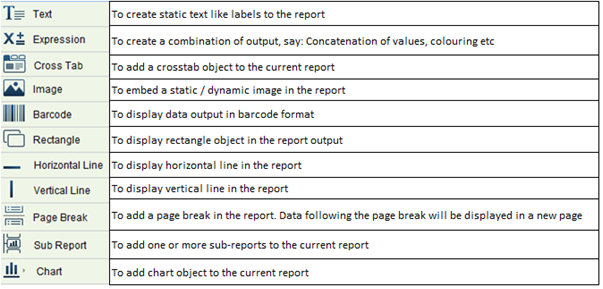 Text To create static text like labels to the report
Expression To create a combination of output, say: Concatenation of values, colouring etc
Cross Tab To add a crosstab object to the current report
Image To embed a static / dynamic image in the report
Barcode To display data output in barcode format
Rectangle To display rectangle object in the report output
Horizontal Line To display horizontal line in the report
Vertical Line To display vertical line in the report
Page Break To add a page break in the report. Data following the page break will be displayed in a new page
Sub Report To add one or more sub-reports to the current report
Chart To add chart object to the current report